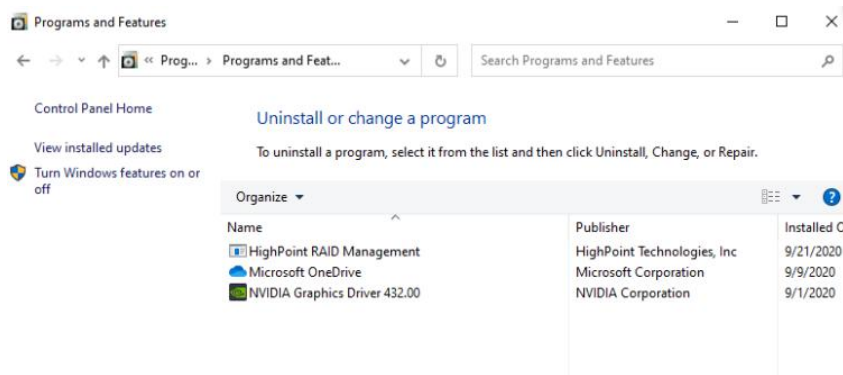 Programs and Features
« Prog... › Programs and Feat...
Search Programs and Features
Control Panel Home
View installed updates
Turn Windows features on or
off
Uninstall or change a program
To uninstall a program, select it from the list and then click Uninstall, Change, or Repair.
Organize
Name Publisher Installed O
HighPoint RAID Management HighPoint Technologies, Inc 9/21/2020
Microsoft OneDrive Microsoft Corporation 9/9/2020
NVIDIA Graphics Driver 432.00 NVIDIA Corporation 9/1/2020